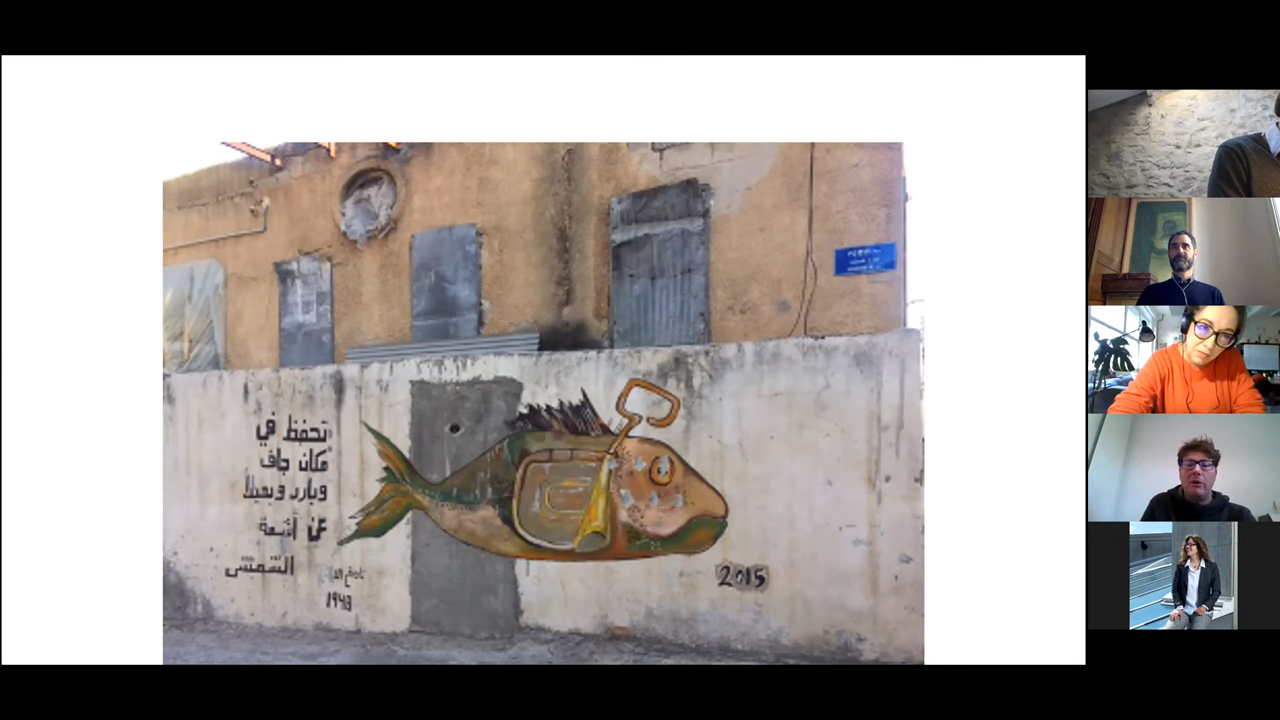 تحفظ في
مكان جاف
وبارد وبعيداً
عن أشعة
الشمس
1948
2015